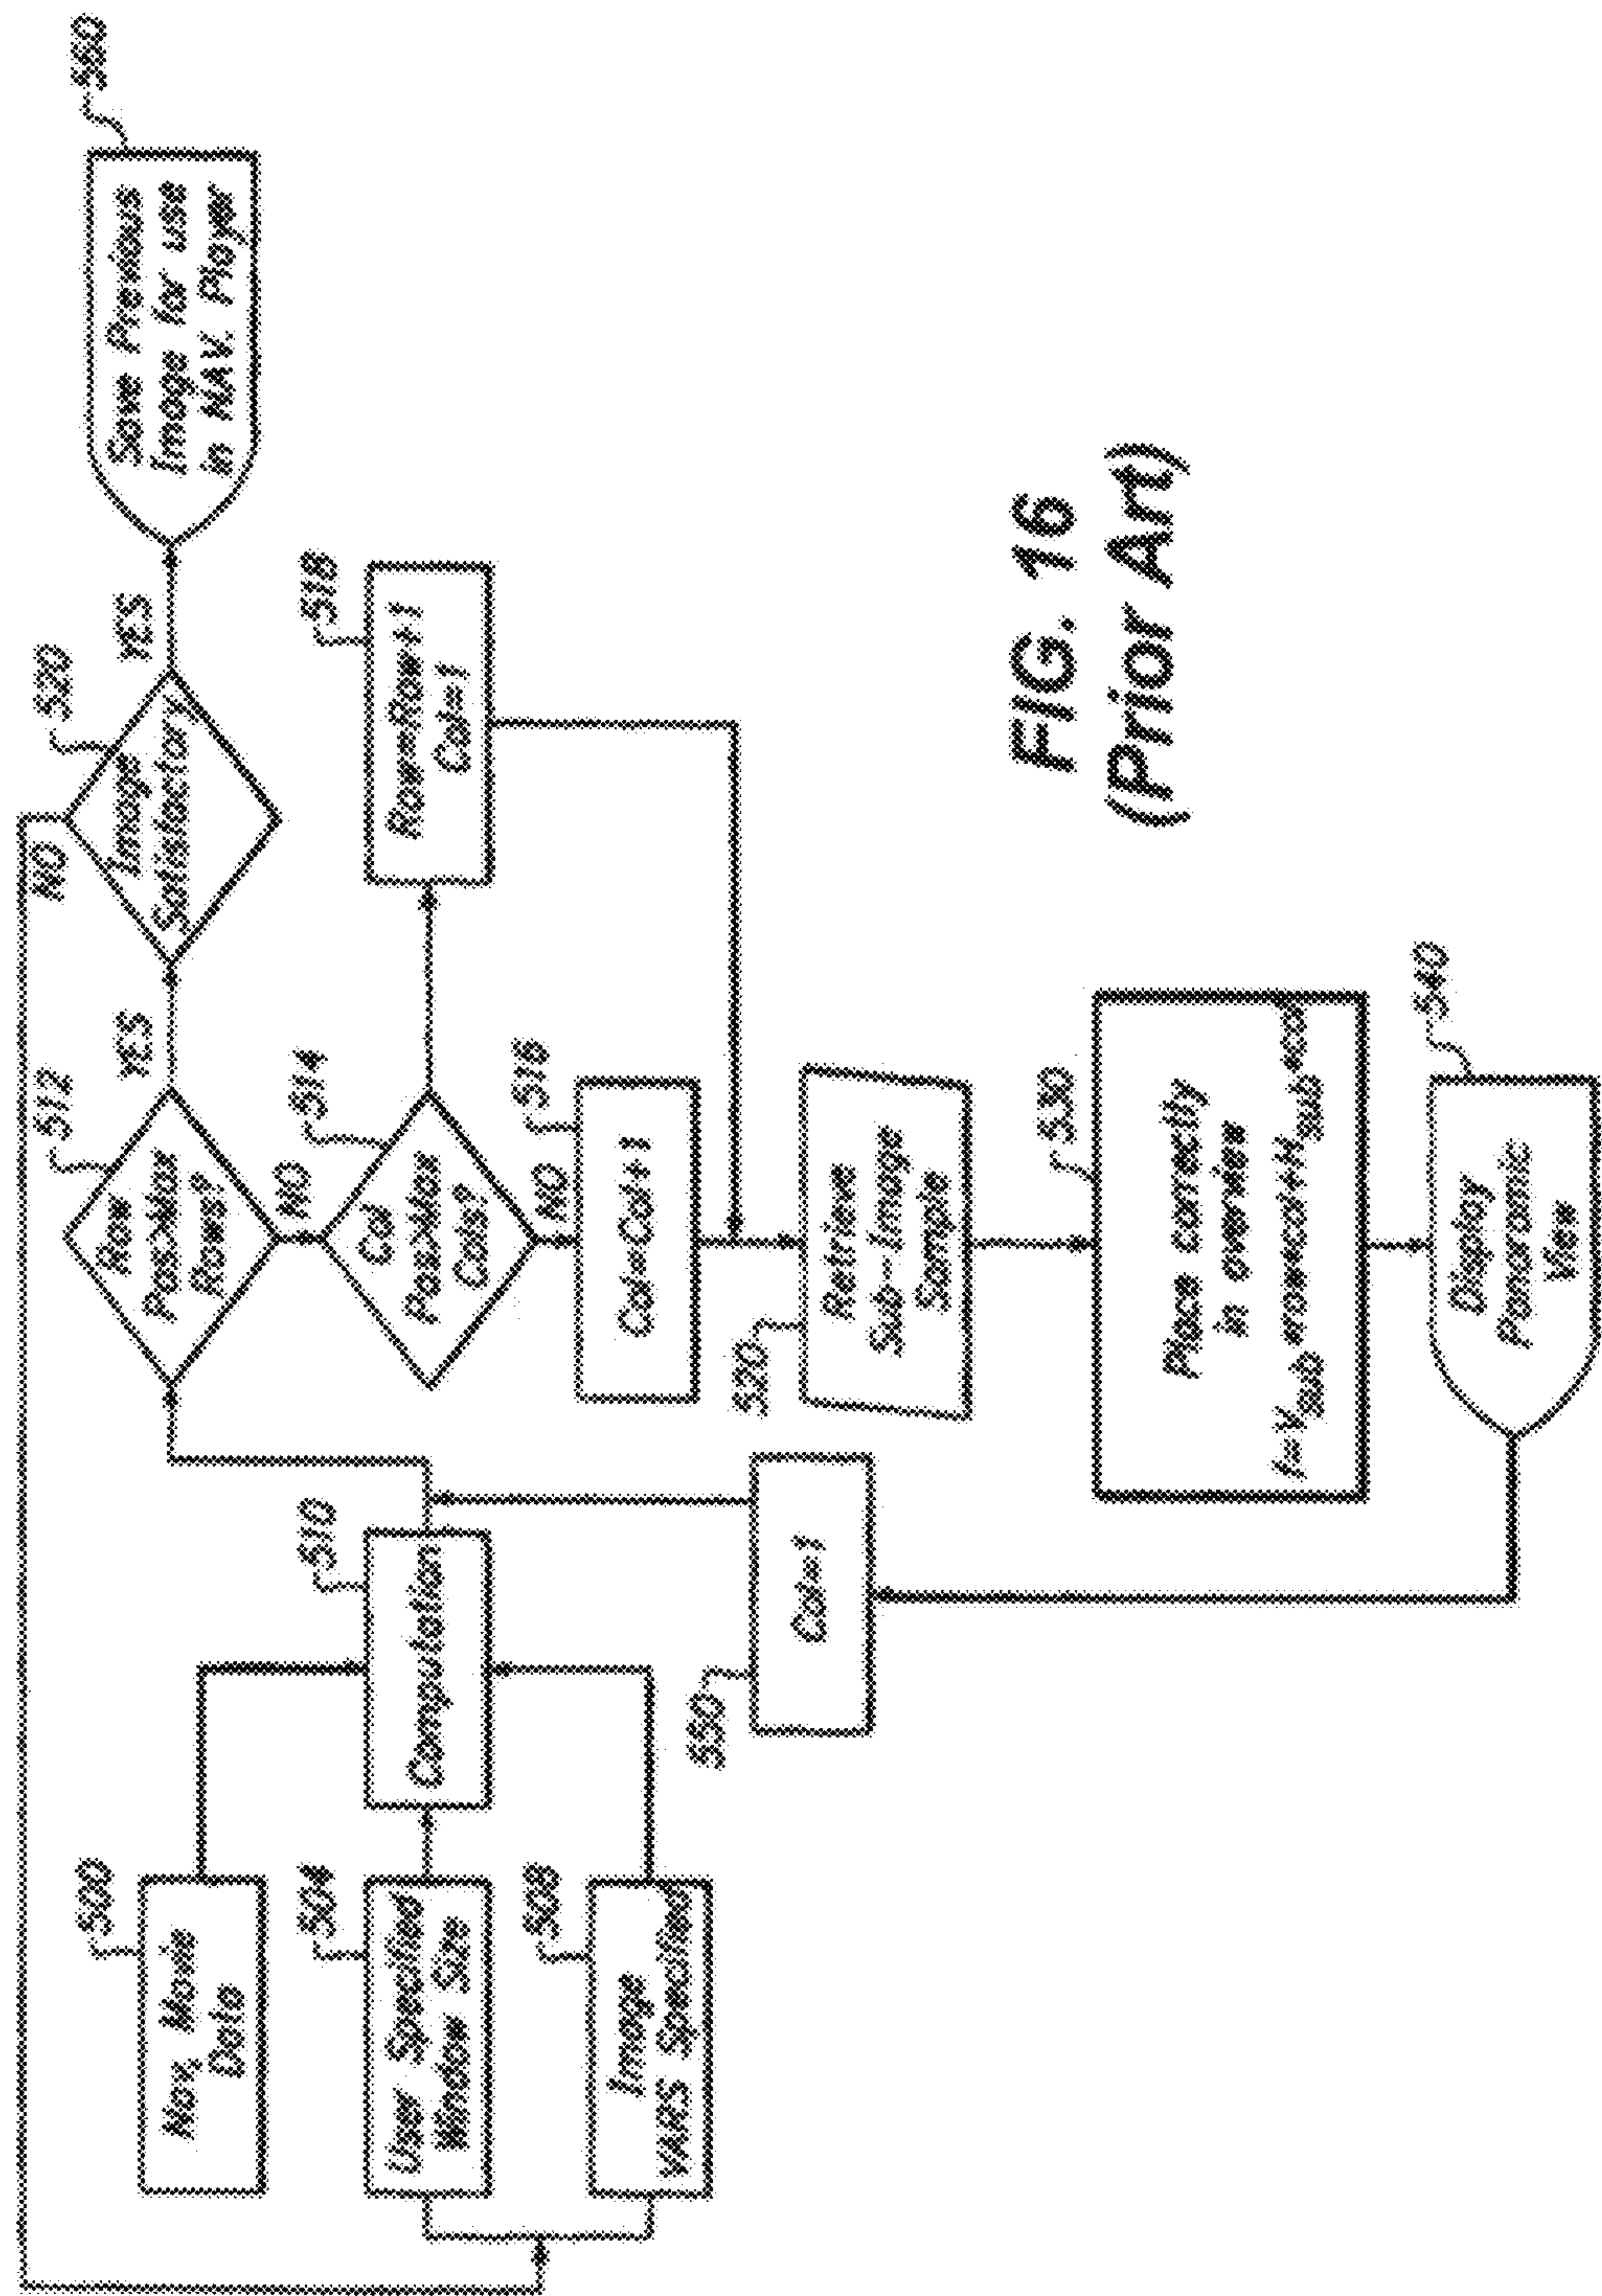 500
Nav. Movie
Data
504
User Specified
Window Size
508
Image
VARS Specified
510
Computation
550
Col=1
512
Row
Pos>Max
Rows?
YES
NO
514
Col
Pos>Max
Cols?
NO
516
Col=Col+1
518
Row=Row+1
Col=1
520
Image
Satisfactory
NO
YES
560
Save Previous
Image for use
in NAV. Player
520
Retrieve
Sub-Image
Sample
530
Place correctly
in overview
540
Display
Panoramic
View
FIG. 16
(Prior Art)